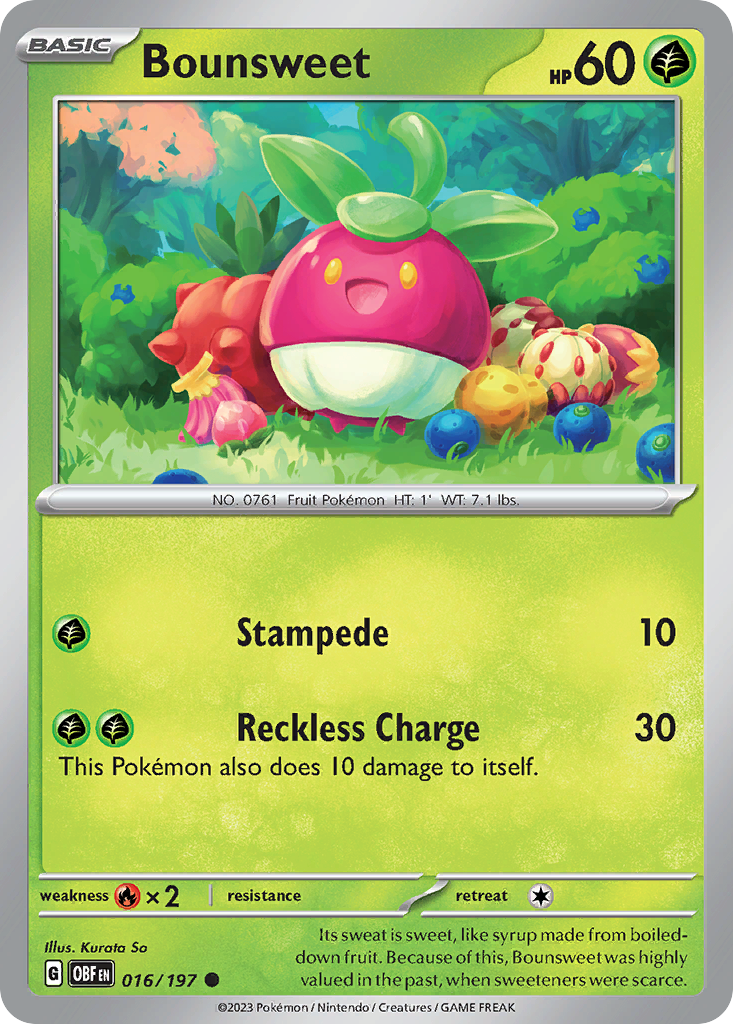 BASIC
Bounsweet
HP60
NO. 0761 Fruit Pokémon HT: 1' WT: 7.1 lbs.
Stampede 10
Reckless Charge 30
This Pokémon also does 10 damage to itself.
weakness ×2 resistance retreat
Illus. Kurata So
Its sweat is sweet, like syrup made from boiled-
down fruit. Because of this, Bounsweet was highly
valued in the past, when sweeteners were scarce.
G OBF EN 016/197
©2023 Pokémon / Nintendo / Creatures / GAME FREAK